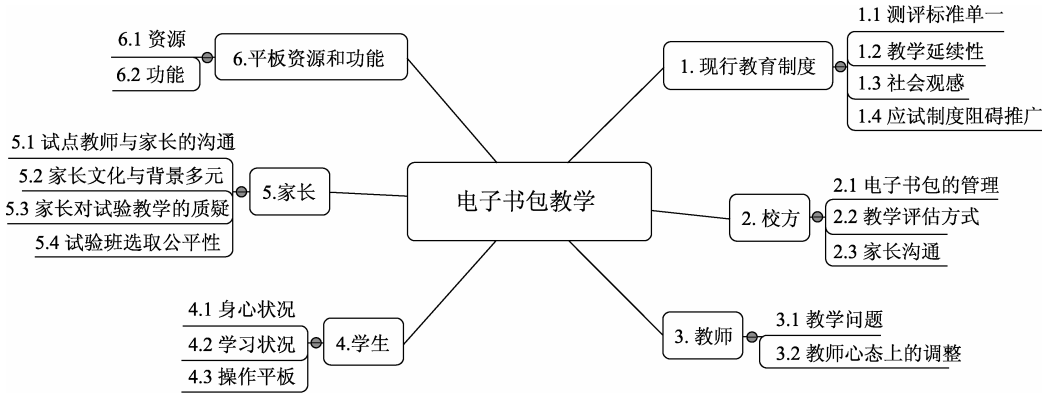 电子书包教学
1. 现行教育制度
1.1 测评标准单一
1.2 教学延续性
1.3 社会观感
1.4 应试制度阻碍推广
2. 校方
2.1 电子书包的管理
2.2 教学评估方式
2.3 家长沟通
3. 教师
3.1 教学问题
3.2 教师心态上的调整
4.学生
4.1 身心状况
4.2 学习状况
4.3 操作平板
5.家长
5.1 试点教师与家长的沟通
5.2 家长文化与背景多元
5.3 家长对试验教学的质疑
5.4 试验班选取公平性
6.平板资源和功能
6.1 资源
6.2 功能